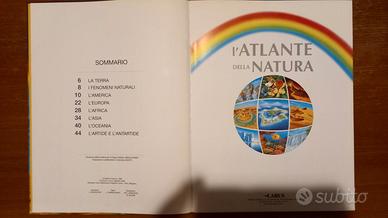 SOMMARIO
6 LA TERRA
8 I FENOMENI NATURALI
10 L'AMERICA
22 L'EUROPA
28 L'AFRICA
34 L'ASIA
40 L'OCEANIA
44 L'ARTIDE E L'ANTARTIDE
l'ATLANTE
DELLA NATURA
LARUS
subito